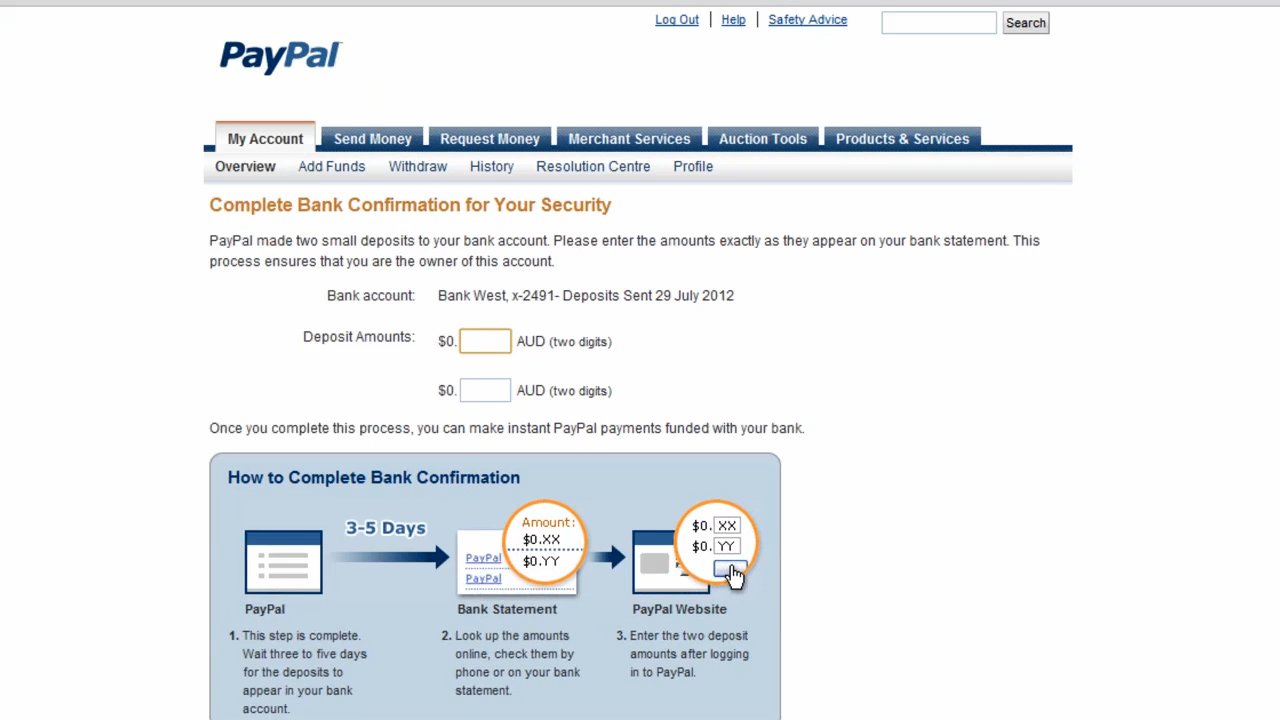 Log Out | Help | Safety Advice Search
PayPal
My Account Send Money Request Money Merchant Services Auction Tools Products & Services
Overview Add Funds Withdraw History Resolution Centre Profile
Complete Bank Confirmation for Your Security
PayPal made two small deposits to your bank account. Please enter the amounts exactly as they appear on your bank statement. This
process ensures that you are the owner of this account.
Bank account: Bank West, x-2491- Deposits Sent 29 July 2012
Deposit Amounts: $0. AUD (two digits)
$0. AUD (two digits)
Once you complete this process, you can make instant PayPal payments funded with your bank.
How to Complete Bank Confirmation
3-5 Days
Amount:
$0.XX
$0.YY
PayPal
PayPal
$0. XX
$0. YY
PayPal
1. This step is complete.
Wait three to five days
for the deposits to
appear in your bank
account.
Bank Statement
2. Look up the amounts
online, check them by
phone or on your bank
statement.
PayPal Website
3. Enter the two deposit
amounts after logging
in to PayPal.